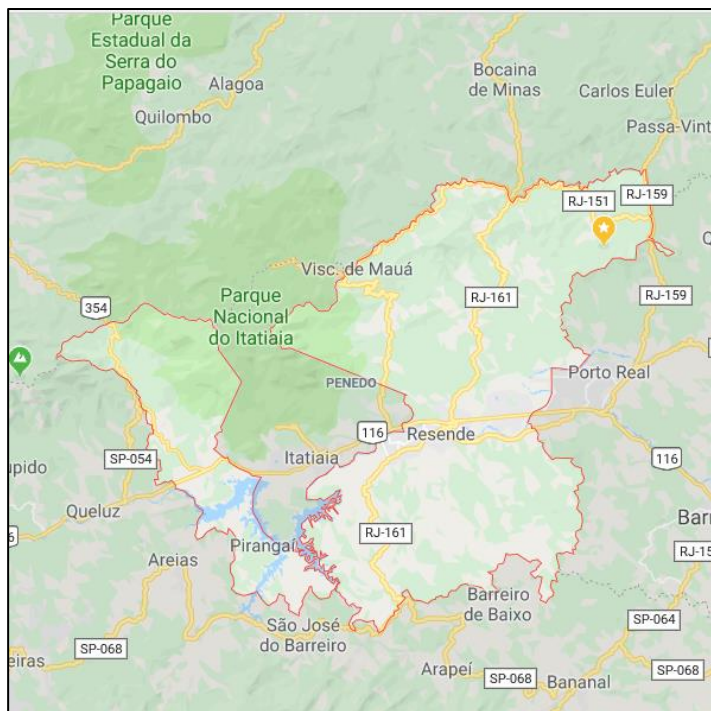 Parque
Estadual da
Serra do
Papagaio
Alagoa
Quilombo
Bocaina
de Minas
Carlos Euler
Passa-Vint
RJ-151
RJ-159
Visc. de Mauá
354
Parque
Nacional
do Itatiaia
RJ-161
RJ-159
PENEDO
Porto Real
116
Resende
SP-054
Itatiaia
116
upido
Queluz
Pirangaí
RJ-161
Barr
RJ-15
Areias
Barreiro
de Baixo
São José
do Barreiro
SP-064
SP-068
eiras
Arapeí
SP-068
SP-068
Bananal